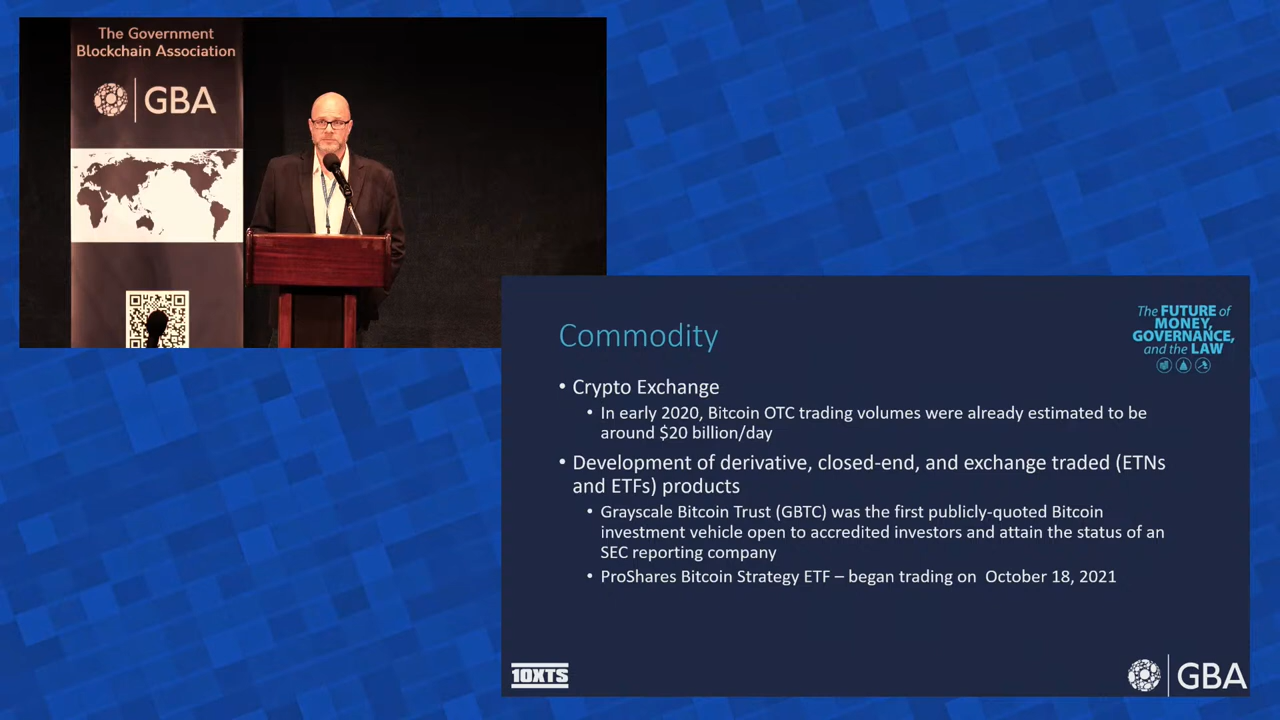 The Government
Blockchain Association
GBA
Commodity
The FUTURE of
MONEY,
GOVERNANCE,
and the LAW
• Crypto Exchange
• In early 2020, Bitcoin OTC trading volumes were already estimated to be
around $20 billion/day
• Development of derivative, closed-end, and exchange traded (ETNs
and ETFs) products
• Grayscale Bitcoin Trust (GBTC) was the first publicly-quoted Bitcoin
investment vehicle open to accredited investors and attain the status of an
SEC reporting company
• ProShares Bitcoin Strategy ETF – began trading on  October 18, 2021
10XTS
GBA